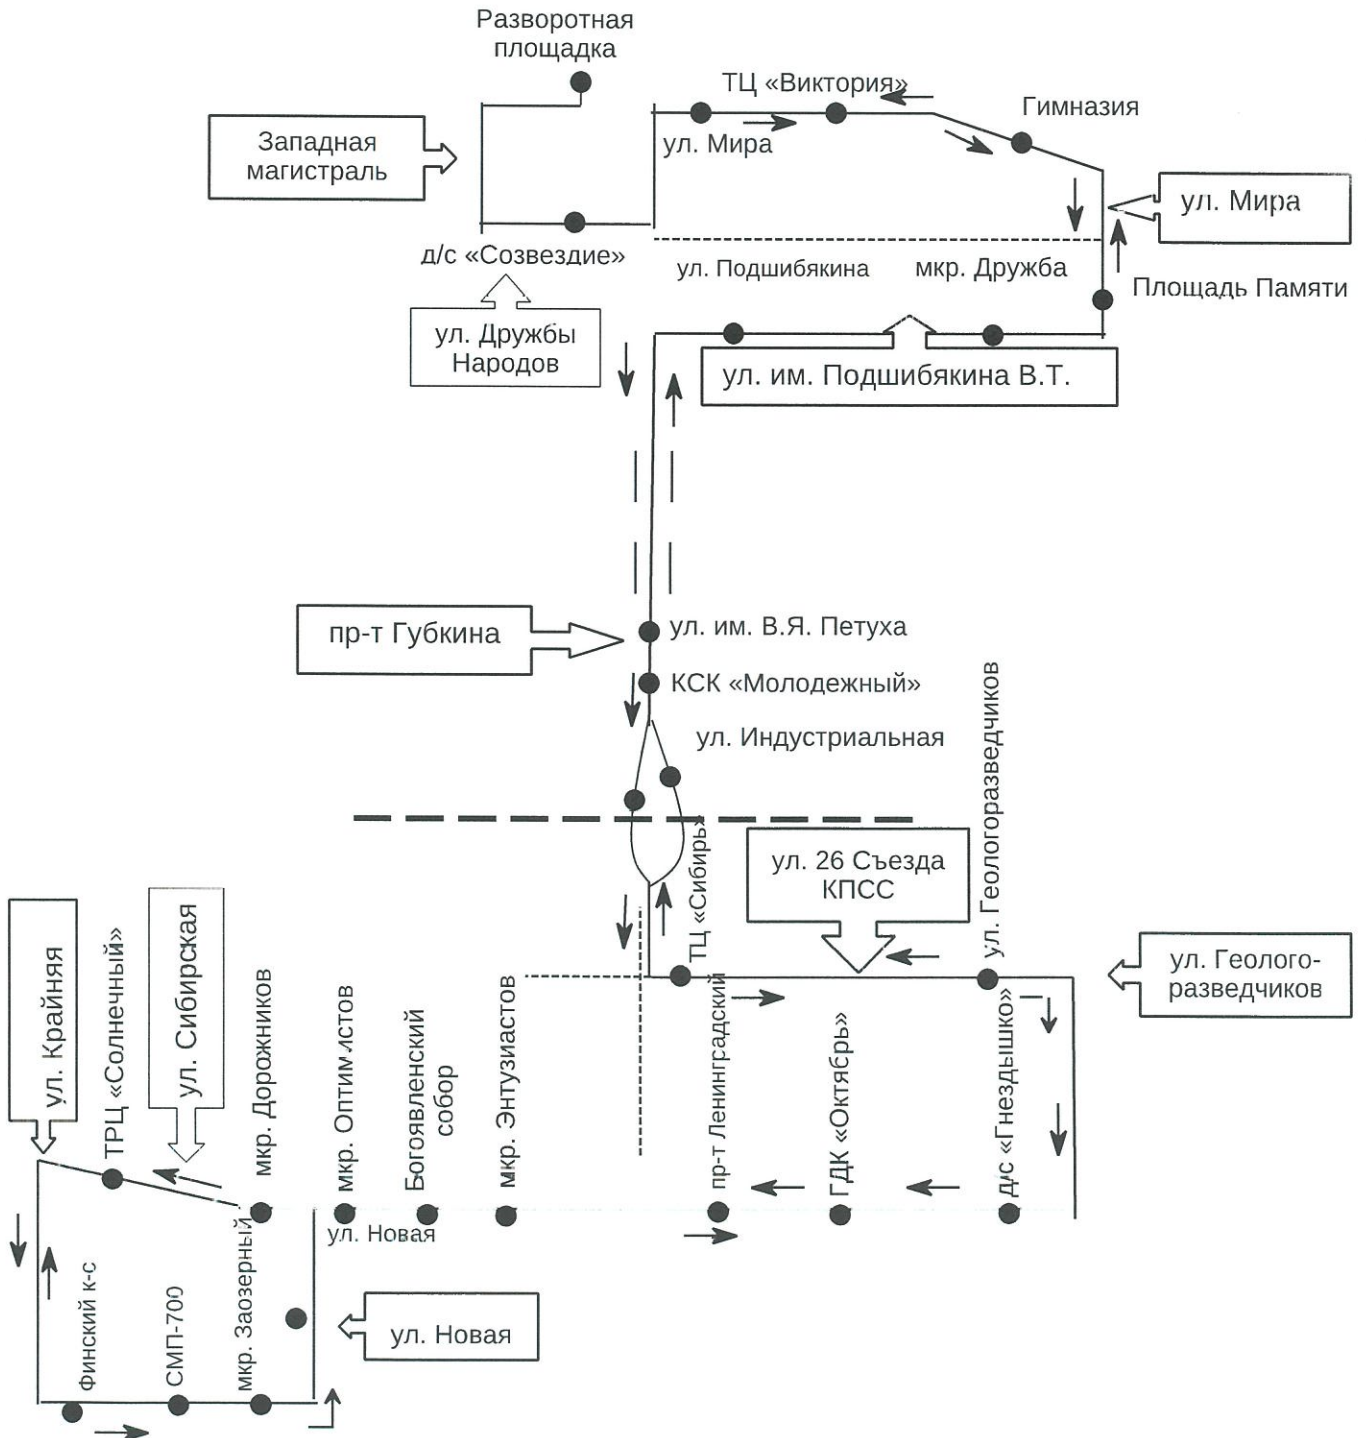 Разворотная
площадка
ТЦ «Виктория»
Гимназия
Западная
магистраль
ул. Мира
ул. Мира
д/с «Созвездие»
ул. Подшибякина
мкр. Дружба
Площадь Памяти
ул. Дружбы
Народов
ул. им. Подшибякина В.Т.
пр-т Губкина
ул. им. В.Я. Петуха
КСК «Молодежный»
ул. Индустриальная
ул. Геологоразведчиков
ТЦ «Сибирь»
ул. 26 Съезда
КПСС
ул. Геолого-
разведчиков
ул. Крайняя
ТРЦ «Солнечный»
ул. Сибирская
мкр. Дорожников
мкр. Оптимистов
Богоявленский
собор
мкр. Энтузиастов
пр-т Ленинградский
ГДК «Октябрь»
д/с «Гнездышко»
ул. Новая
Финский к-с
СМП-700
мкр. Заозерный
ул. Новая